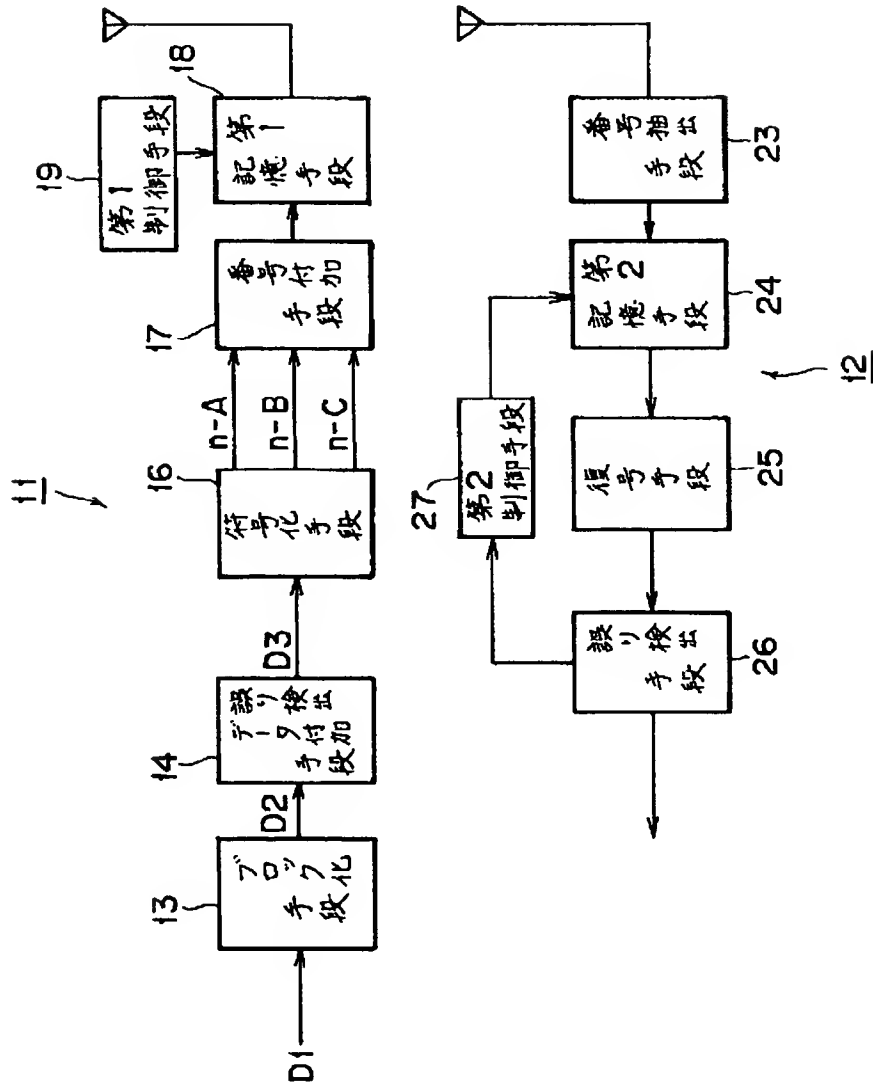 11
D1
13
ブロック化
手段
D2
14
誤り検出
データ付加
手段
D3
16
符号化手段
n-A
n-B
n-C
17
番号付加
手段
19
第1
制御手段
18
第1
記憶手段
23
番号抽出
手段
24
第2
記憶手段
25
復号手段
26
誤り検出
手段
27
第2
制御手段
12